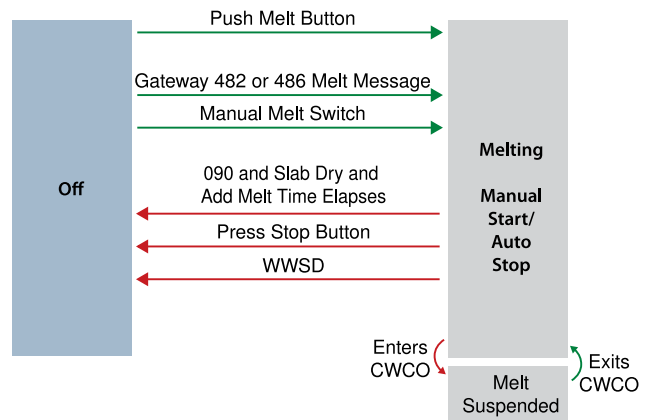 Push Melt Button
Gateway 482 or 486 Melt Message
Manual Melt Switch
Off
090 and Slab Dry and
Add Melt Time Elapses
Press Stop Button
WWSD
Melting
Manual
Start/
Auto
Stop
Enters
CWCO
Exits
CWCO
Melt
Suspended